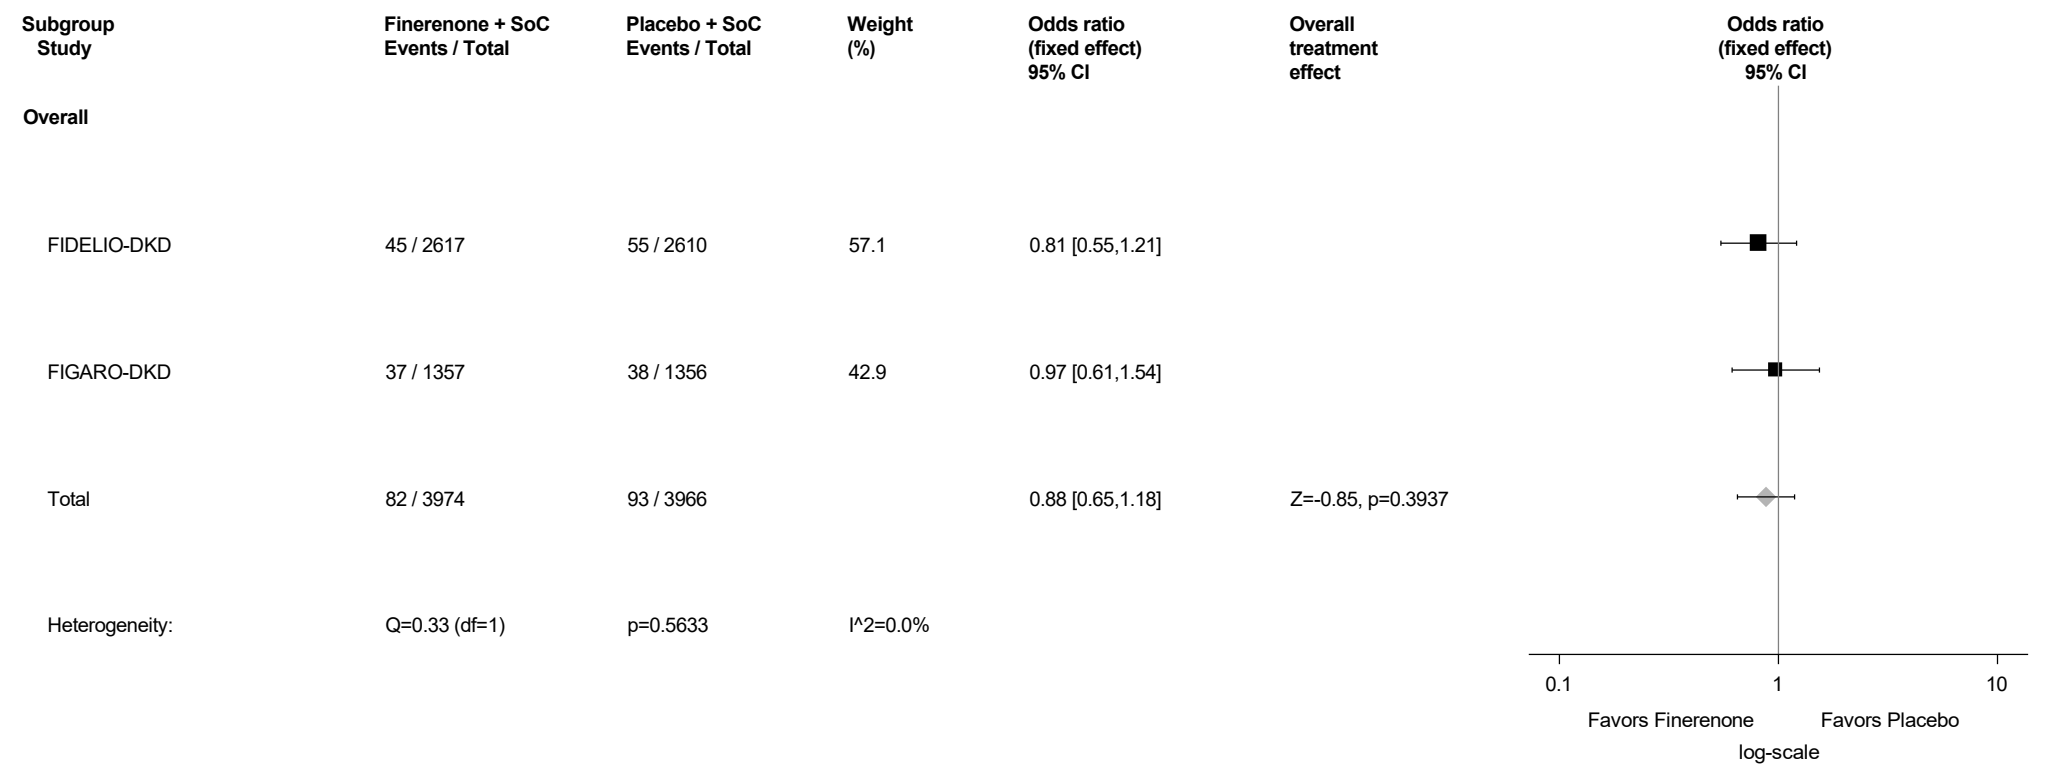 Subgroup Finerenone + SoC Placebo + SoC Weight Odds ratio Overall Odds ratio
Study Events / Total Events / Total (%) (fixed effect) treatment (fixed effect)
95% CI effect 95% CI
Overall
FIDELIO-DKD 45 / 2617 55 / 2610 57.1 0.81 [0.55,1.21]
FIGARO-DKD 37 / 1357 38 / 1356 42.9 0.97 [0.61,1.54]
Total 82 / 3974 93 / 3966 0.88 [0.65,1.18] Z=-0.85, p=0.3937
Heterogeneity: Q=0.33 (df=1) p=0.5633 I^2=0.0%
0.1 1 10
Favors Finerenone Favors Placebo
log-scale